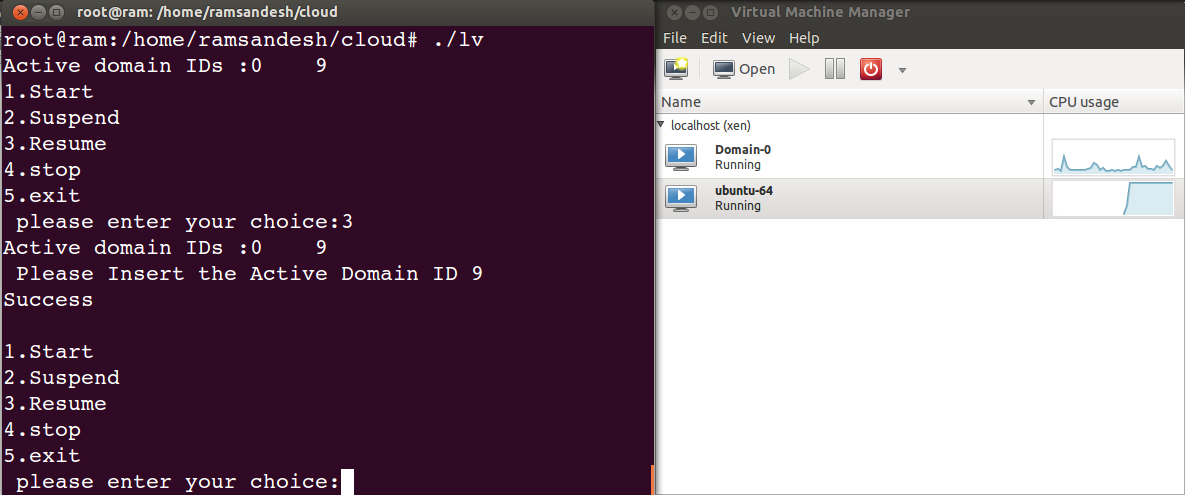 root@ram: /home/ramsandesh/cloud
root@ram:/home/ramsandesh/cloud# ./lv
Active domain IDs :0    9
1.Start
2.Suspend
3.Resume
4.stop
5.exit
 please enter your choice:3
Active domain IDs :0    9
 Please Insert the Active Domain ID 9
Success
1.Start
2.Suspend
3.Resume
4.stop
5.exit
 please enter your choice:
Virtual Machine Manager
File Edit View Help
Open
Name CPU usage
localhost (xen)
Domain-0
Running
ubuntu-64
Running